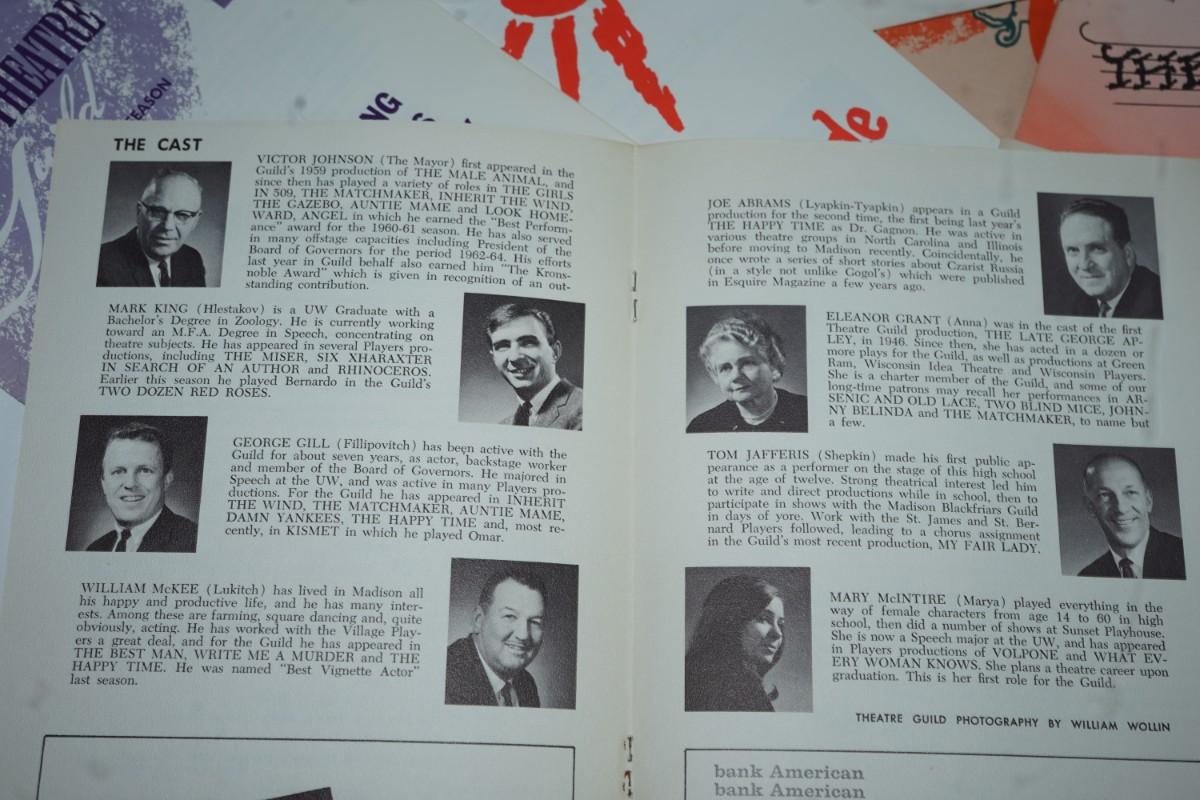 THEATRE
SEASON
NG
de
THE
THE CAST
VICTOR JOHNSON (The Mayor) first appeared in the
Guild's 1959 production of THE MALE ANIMAL, and
since then has played a variety of roles in THE GIRLS
IN 509, THE MATCHMAKER, INHERIT THE WIND,
THE GAZEBO, AUNTIE MAME and LOOK HOME-
WARD, ANGEL in which he earned the "Best Perform-
ance" award for the 1960-61 season. He has also served
in many offstage capacities including President of the
Board of Governors for the period 1962-64. His efforts
last year in Guild behalf also earned him "The Krons-
noble Award" which is given in recognition of an out-
standing contribution.
MARK KING (Hlestakov) is a UW Graduate with a
Bachelor's Degree in Zoology. He is currently working
toward an M.F.A. Degree in Speech, concentrating on
theatre subjects. He has appeared in several Players pro-
ductions, including THE MISER, SIX XHARAXTER
IN SEARCH OF AN AUTHOR and RHINOCEROS.
Earlier this season he played Bernardo in the Guild's
TWO DOZEN RED ROSES.
GEORGE GILL (Fillipovitch) has been active with the
Guild for about seven years, as actor, backstage worker
and member of the Board of Governors. He majored in
Speech at the UW, and was active in many Players pro-
ductions. For the Guild he has appeared in INHERIT
THE WIND, THE MATCHMAKER, AUNTIE MAME,
DAMN YANKEES, THE HAPPY TIME and, most re-
cently, in KISMET in which he played Omar.
WILLIAM McKEE (Lukitch) has lived in Madison all
his happy and productive life, and he has many inter-
ests. Among these are farming, square dancing and, quite
obviously, acting. He has worked with the Village Play-
ers a great deal, and for the Guild he has appeared in
THE BEST MAN, WRITE ME A MURDER and THE
HAPPY TIME. He was named "Best Vignette Actor"
last season.
JOE ABRAMS (Lyapkin-Tyapkin) appears in a Guild
production for the second time, the first being last year's
THE HAPPY TIME as Dr. Gagnon. He was active in
various theatre groups in North Carolina and Illinois
before moving to Madison recently. Coincidentally, he
once wrote a series of short stories about Czarist Russia
(in a style not unlike Gogol's) which were published
in Esquire Magazine a few years ago.
ELEANOR GRANT (Anna) was in the cast of the first
Theatre Guild production, THE LATE GEORGE AP-
LEY, in 1946. Since then, she has acted in a dozen or
more plays for the Guild, as well as productions at Green
Ram, Wisconsin Idea Theatre and Wisconsin Players.
She is a charter member of the Guild, and some of our
long-time patrons may recall her performances in AR-
SENIC AND OLD LACE, TWO BLIND MICE, JOHN-
NY BELINDA and THE MATCHMAKER, to name but
a few.
TOM JAFFERIS (Shepkin) made his first public ap-
pearance as a performer on the stage of this high school
at the age of twelve. Strong theatrical interest led him
to write and direct productions while in school, then to
participate in shows with the Madison Blackfriars Guild
in days of yore. Work with the St. James and St. Ber-
nard Players followed, leading to a chorus assignment
in the Guild's most recent production, MY FAIR LADY.
MARY McINTIRE (Marya) played everything in the
way of female characters from age 14 to 60 in high
school, then did a number of shows at Sunset Playhouse.
She is now a Speech major at the UW, and has appeared
in Players productions of VOLPONE and WHAT EV-
ERY WOMAN KNOWS. She plans a theatre career upon
graduation. This is her first role for the Guild.
THEATRE GUILD PHOTOGRAPHY BY WILLIAM WOLLIN
bank American
bank American